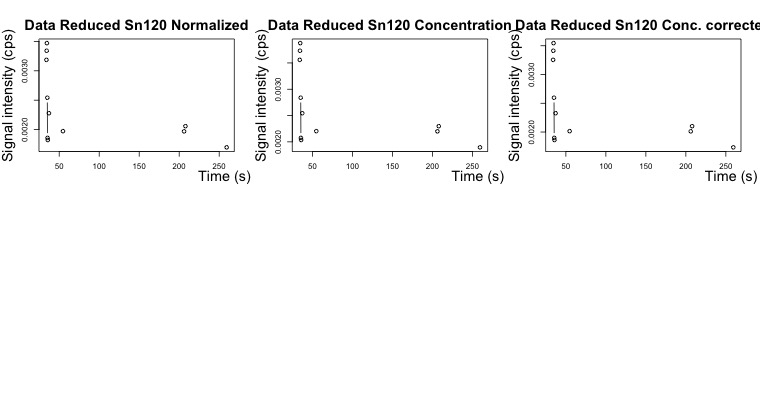 Data Reduced Sn120 Normalized
Signal intensity (cps)
0.0020
0.0030
50 100 150 200 250
Time (s)
Data Reduced Sn120 Concentration
Signal intensity (cps)
0.0020
0.0030
50 100 150 200 250
Time (s)
Data Reduced Sn120 Conc. correcte
Signal intensity (cps)
0.0020
0.0030
50 100 150 200 250
Time (s)